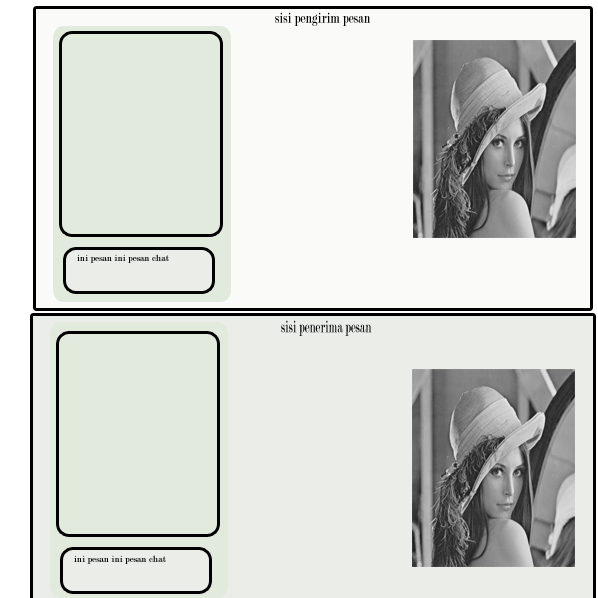 sisi pengirim pesan
ini pesan ini pesan chat
sisi penerima pesan
ini pesan ini pesan chat